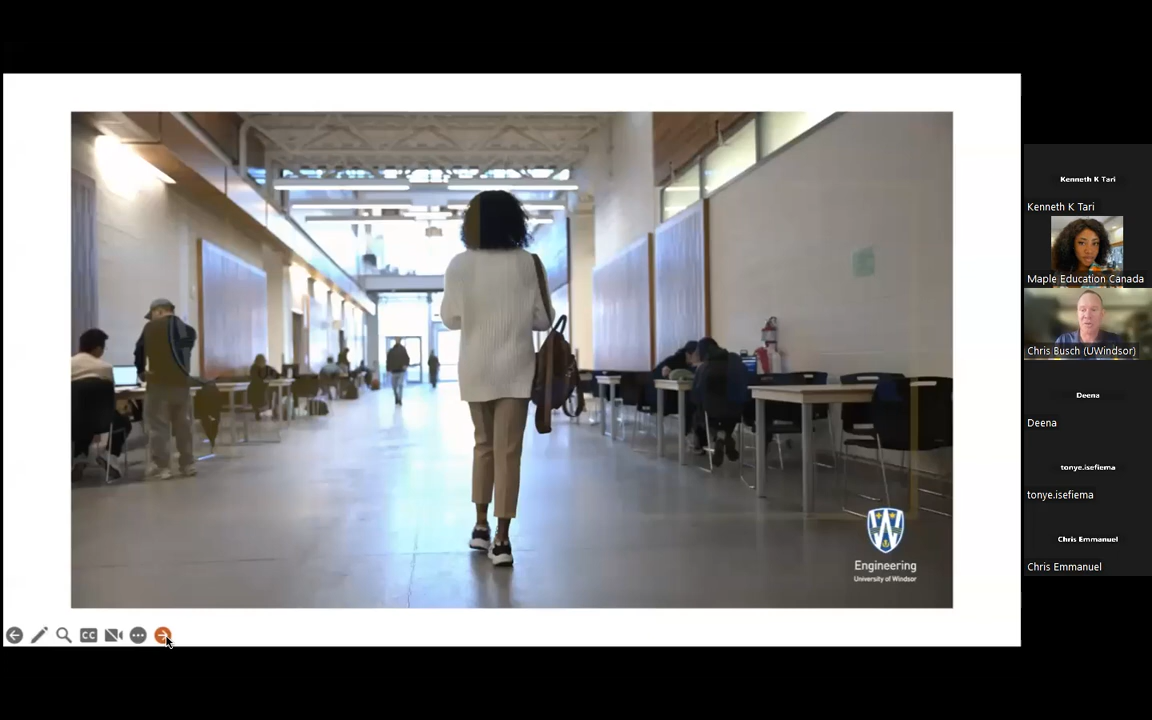 Engineering
University of Windsor
CC
Kenneth K Tari
Kenneth K Tari
Maple Education Canada
Chris Busch (UWindsor)
Deena
Deena
tonye.isefiema
tonye.isefiema
Chris Emmanuel
Chris Emmanuel